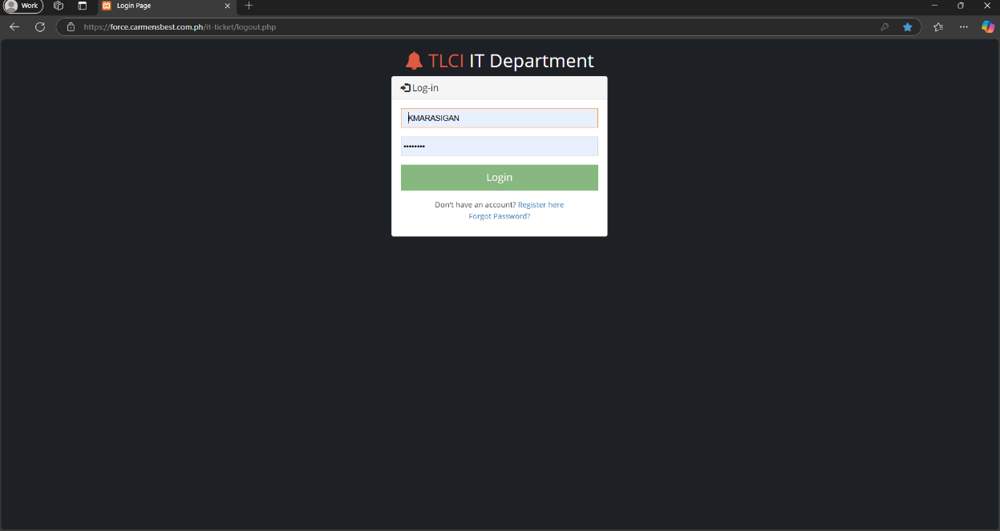 Work
Login Page
https://force.carmensbest.com.ph/it-ticket/logout.php
TLCI IT Department
Log-in
KMARASIGAN
••••••••
Login
Don't have an account? Register here
Forgot Password?